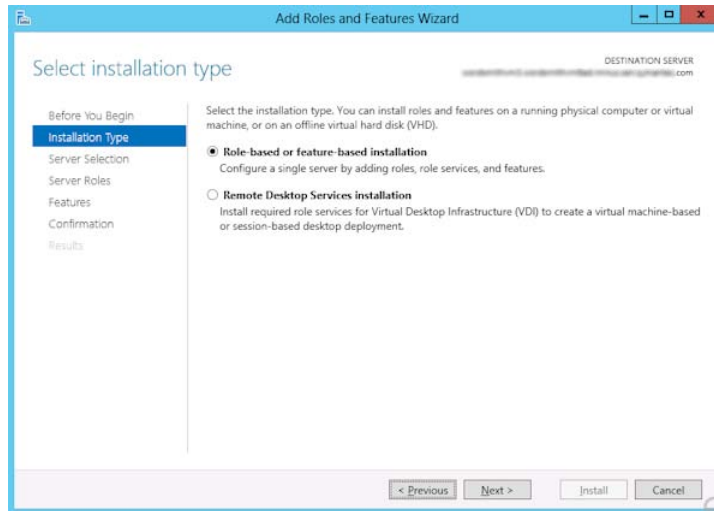 Add Roles and Features Wizard
Select installation type
DESTINATION SERVER
.com
Before You Begin
Installation Type
Server Selection
Server Roles
Features
Confirmation
Results
Select the installation type. You can install roles and features on a running physical computer or virtual
machine, or on an offline virtual hard disk (VHD).
Role-based or feature-based installation
Configure a single server by adding roles, role services, and features.
Remote Desktop Services installation
Install required role services for Virtual Desktop Infrastructure (VDI) to create a virtual machine-based
or session-based desktop deployment.
< Previous
Next >
Install
Cancel